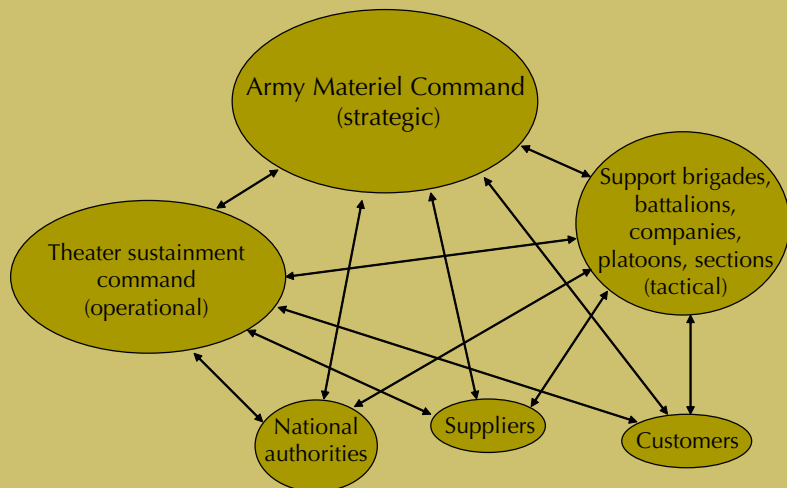 Army Materiel Command
(strategic)
Support brigades,
battalions,
companies,
platoons, sections
(tactical)
Theater sustainment
command
(operational)
National
authorities
Suppliers
Customers